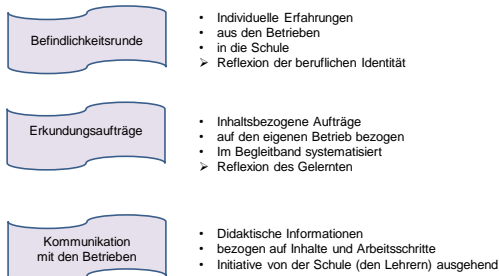 Befindlichkeitsrunde
• Individuelle Erfahrungen
• aus den Betrieben
• in die Schule
➢ Reflexion der beruflichen Identität
Erkundungsaufträge
• Inhaltsbezogene Aufträge
• auf den eigenen Betrieb bezogen
• Im Begleitband systematisiert
➢ Reflexion des Gelernten
Kommunikation
mit den Betrieben
• Didaktische Informationen
• bezogen auf Inhalte und Arbeitsschritte
• Initiative von der Schule (den Lehrern) ausgehend